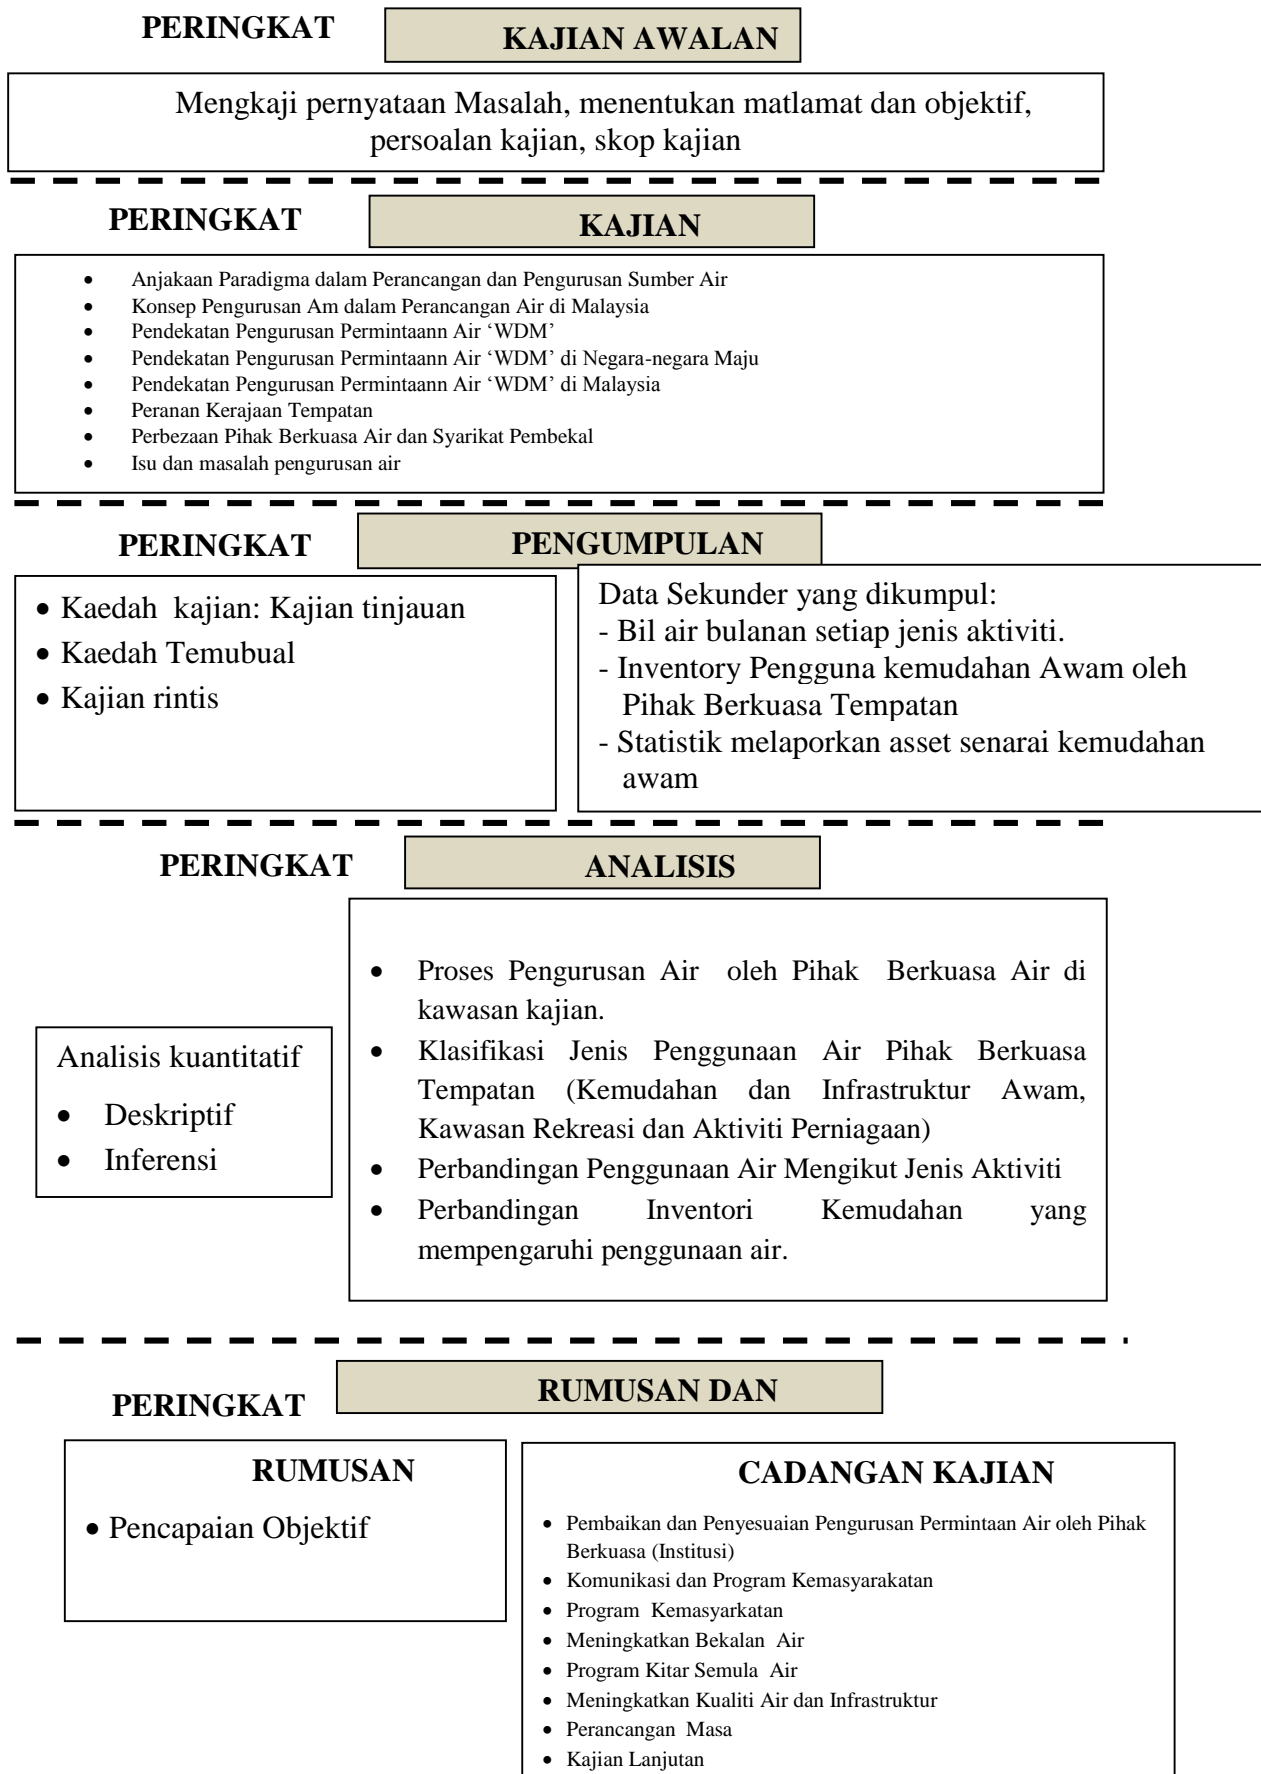 PERINGKAT
KAJIAN AWALAN
Mengkaji pernyataan Masalah, menentukan matlamat dan objektif,
persoalan kajian, skop kajian
PERINGKAT
KAJIAN
• Anjakaan Paradigma dalam Perancangan dan Pengurusan Sumber Air
• Konsep Pengurusan Am dalam Perancangan Air di Malaysia
• Pendekatan Pengurusan Permintaann Air ‘WDM’
• Pendekatan Pengurusan Permintaann Air ‘WDM’ di Negara-negara Maju
• Pendekatan Pengurusan Permintaann Air ‘WDM’ di Malaysia
• Peranan Kerajaan Tempatan
• Perbezaan Pihak Berkuasa Air dan Syarikat Pembekal
• Isu dan masalah pengurusan air
PERINGKAT
PENGUMPULAN
• Kaedah kajian: Kajian tinjauan
• Kaedah Temubual
• Kajian rintis
Data Sekunder yang dikumpul:
- Bil air bulanan setiap jenis aktiviti.
- Inventory Pengguna kemudahan Awam oleh
Pihak Berkuasa Tempatan
- Statistik melaporkan asset senarai kemudahan
awam
PERINGKAT
ANALISIS
Analisis kuantitatif
• Deskriptif
• Inferensi
• Proses Pengurusan Air oleh Pihak Berkuasa Air di
kawasan kajian.
• Klasifikasi Jenis Penggunaan Air Pihak Berkuasa
Tempatan (Kemudahan dan Infrastruktur Awam,
Kawasan Rekreasi dan Aktiviti Perniagaan)
• Perbandingan Penggunaan Air Mengikut Jenis Aktiviti
• Perbandingan Inventori Kemudahan yang
mempengaruhi penggunaan air.
PERINGKAT
RUMUSAN DAN
RUMUSAN
• Pencapaian Objektif
CADANGAN KAJIAN
• Pembaikan dan Penyesuaian Pengurusan Permintaan Air oleh Pihak
Berkuasa (Institusi)
• Komunikasi dan Program Kemasyarakatan
• Program Kemasyarkatan
• Meningkatkan Bekalan Air
• Program Kitar Semula Air
• Meningkatkan Kualiti Air dan Infrastruktur
• Perancangan Masa
• Kajian Lanjutan